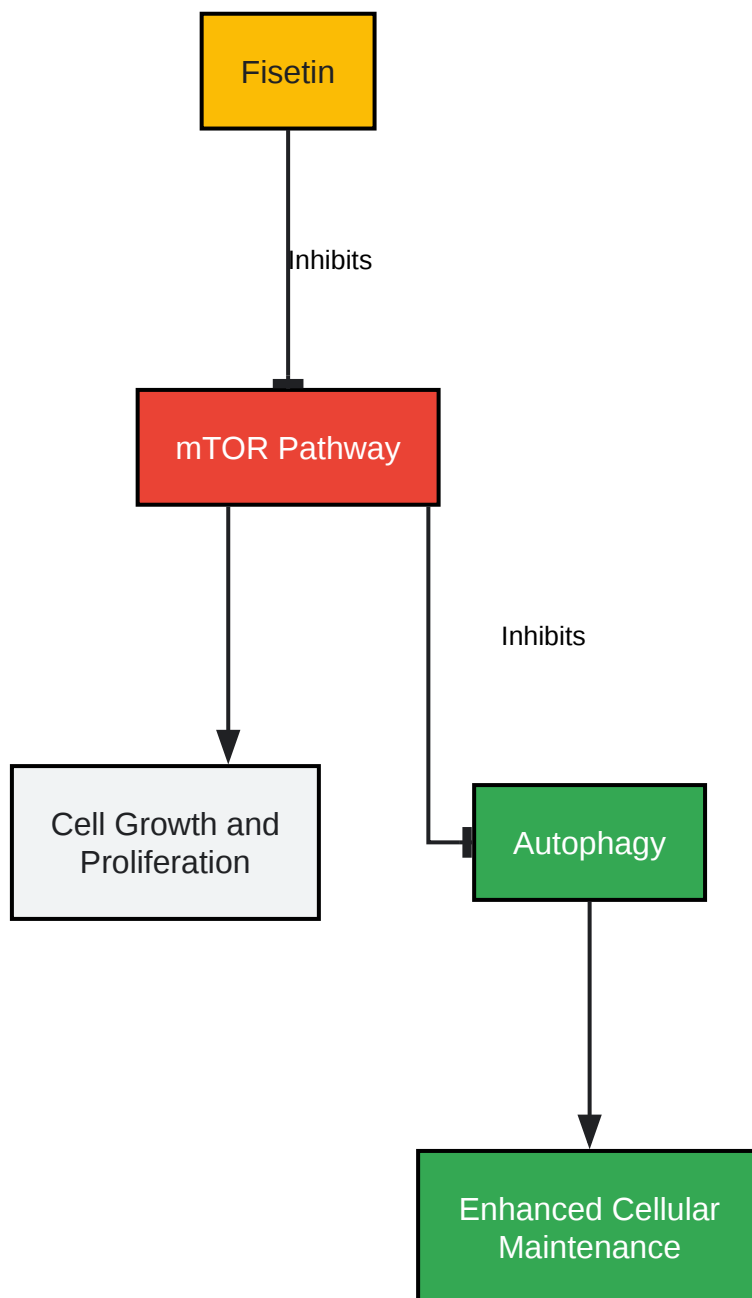 Fisetin
Inhibits
mTOR Pathway
Inhibits
Cell Growth and
Proliferation
Autophagy
Enhanced Cellular
Maintenance